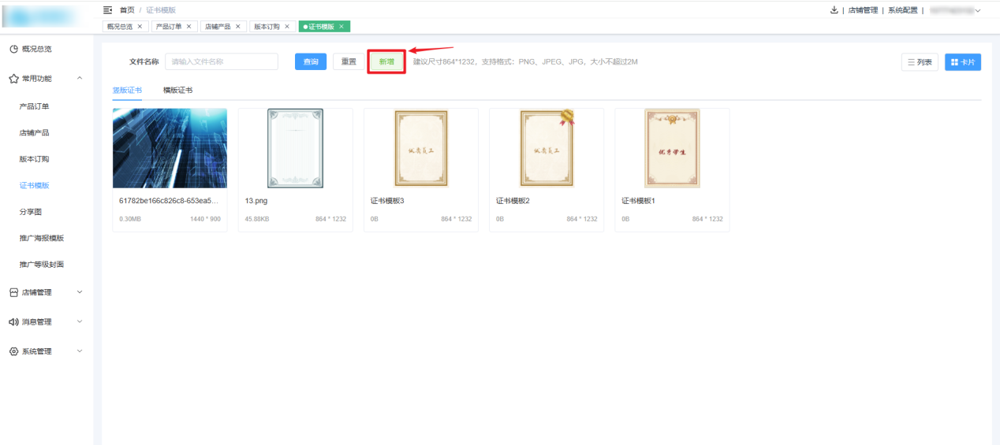 首页 / 证书模版
店铺管理 | 系统配置 |
概况总览 × 产品订单 × 店铺产品 × 版本订购 × 证书模版 ×
概况总览
常用功能
产品订单
店铺产品
版本订购
证书模版
分享图
推广海报模版
推广等级封面
店铺管理
消息管理
系统管理
文件名称 请输入文件名称 查询 重置 新增 建议尺寸864*1232，支持格式：PNG、JPEG、JPG，大小不超过2M
列表 卡片
竖版证书 横版证书
优秀员工
优秀员工
优秀学生
61782be166c826c8-653ea5...
0.30MB 1440 * 900
13.png
45.88KB 864 * 1232
证书模板3
0B 864 * 1232
证书模板2
0B 864 * 1232
证书模板1
0B 864 * 1232